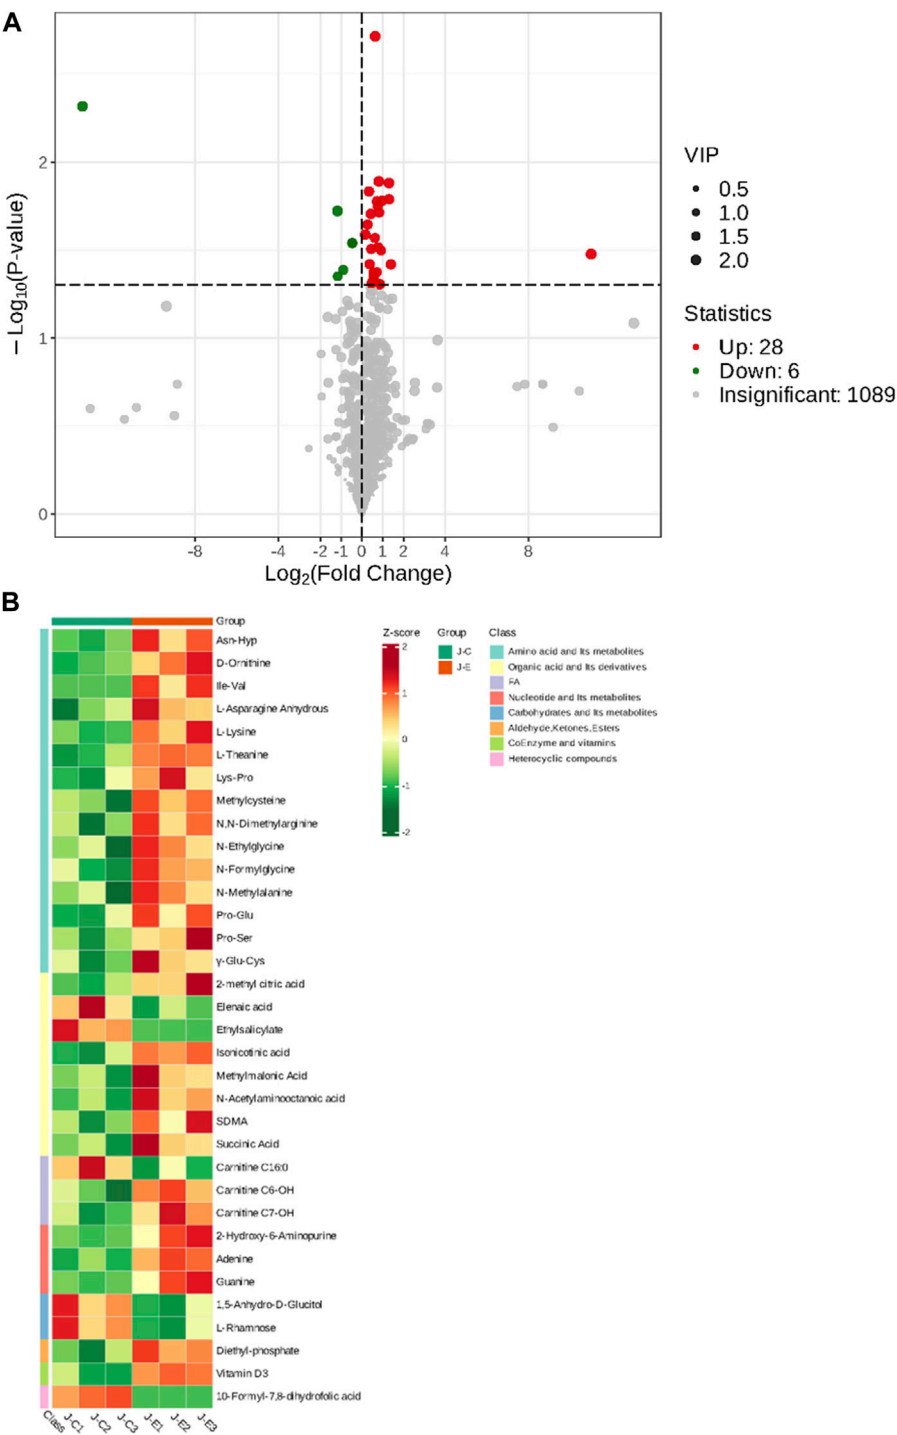 A
– Log10(P-value)
2
1
0
-8
-4
-2
-1
0
1
2
4
8
Log2(Fold Change)
VIP
0.5
1.0
1.5
2.0
Statistics
Up: 28
Down: 6
Insignificant: 1089
B
Group
Asn-Hyp
D-Ornithine
Ile-Val
L-Asparagine Anhydrous
L-Lysine
L-Theanine
Lys-Pro
Methylcysteine
N,N-Dimethylarginine
N-Ethylglycine
N-Formylglycine
N-Methylalanine
Pro-Glu
Pro-Ser
γ-Glu-Cys
2-methyl citric acid
Elenaic acid
Ethylsalicylate
Isonicotinic acid
Methylmalonic Acid
N-Acetylaminooctanoic acid
SDMA
Succinic Acid
Carnitine C16:0
Carnitine C6-OH
Carnitine C7-OH
2-Hydroxy-6-Aminopurine
Adenine
Guanine
1,5-Anhydro-D-Glucitol
L-Rhamnose
Diethyl-phosphate
Vitamin D3
10-Formyl-7,8-dihydrofolic acid
Class
J-C1
J-C2
J-C3
J-E1
J-E2
J-E3
Z-score
2
1
0
-1
-2
Group
J-C
J-E
Class
Amino acid and Its metabolites
Organic acid and Its derivatives
FA
Nucleotide and Its metabolites
Carbohydrates and Its metabolites
Aldehyde,Ketones,Esters
CoEnzyme and vitamins
Heterocyclic compounds